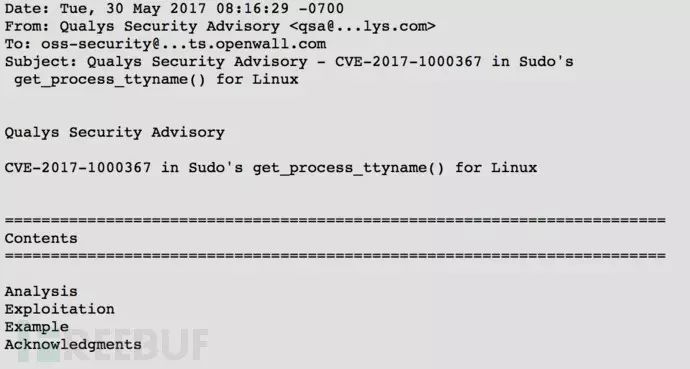 Date: Tue, 30 May 2017 08:16:29 -0700
From: Qualys Security Advisory <qsa@...lys.com>
To: oss-security@...ts.openwall.com
Subject: Qualys Security Advisory - CVE-2017-1000367 in Sudo's
get_process_ttyname() for Linux
Qualys Security Advisory
CVE-2017-1000367 in Sudo's get_process_ttyname() for Linux
========================================================================
Contents
========================================================================
Analysis
Exploitation
Example
Acknowledgments
REEBUF